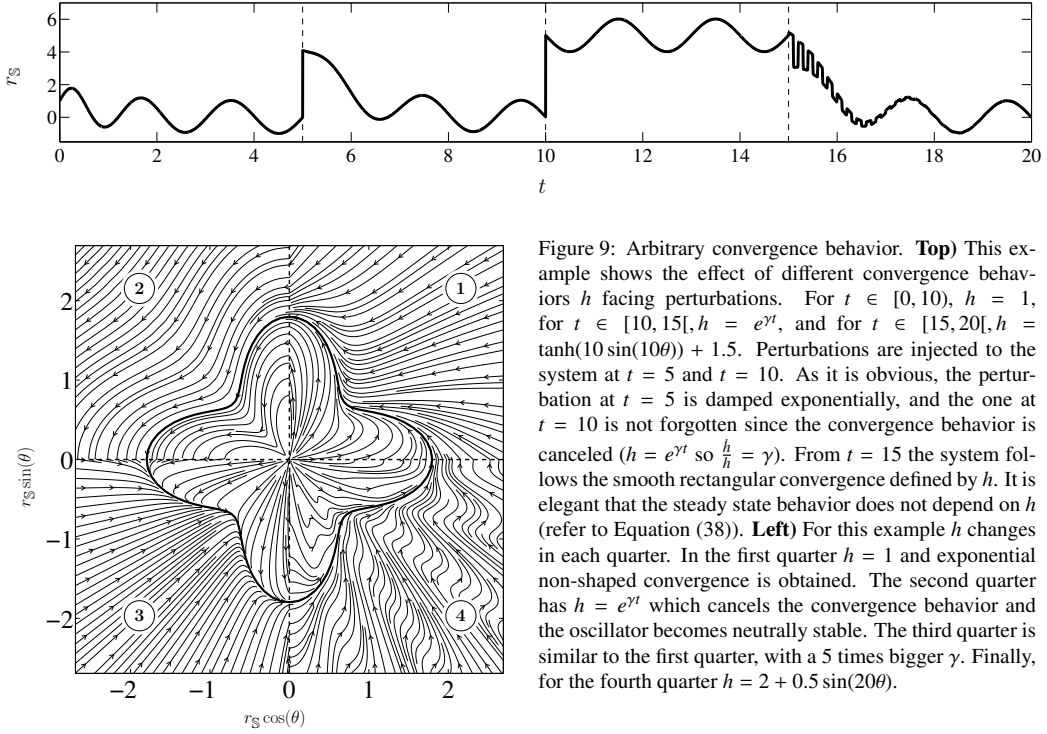 6
4
2
0
r𝕊
0 2 4 6 8 10 12 14 16 18 20
t
2
1
0
−1
−2
r𝕊 sin(θ)
2 1
3 4
−2 −1 0 1 2
r𝕊 cos(θ)
Figure 9: Arbitrary convergence behavior. Top) This ex-
ample shows the effect of different convergence behav-
iors h facing perturbations. For t ∈ [0, 10), h = 1,
for t ∈ [10, 15[, h = e^{γt}, and for t ∈ [15, 20[, h =
tanh(10 sin(10θ)) + 1.5. Perturbations are injected to the
system at t = 5 and t = 10. As it is obvious, the pertur-
bation at t = 5 is damped exponentially, and the one at
t = 10 is not forgotten since the convergence behavior is
canceled (h = e^{γt} so ḣ/h = γ). From t = 15 the system fol-
lows the smooth rectangular convergence defined by h. It is
elegant that the steady state behavior does not depend on h
(refer to Equation (38)). Left) For this example h changes
in each quarter. In the first quarter h = 1 and exponential
non-shaped convergence is obtained. The second quarter
has h = e^{γt} which cancels the convergence behavior and
the oscillator becomes neutrally stable. The third quarter is
similar to the first quarter, with a 5 times bigger γ. Finally,
for the fourth quarter h = 2 + 0.5 sin(20θ).